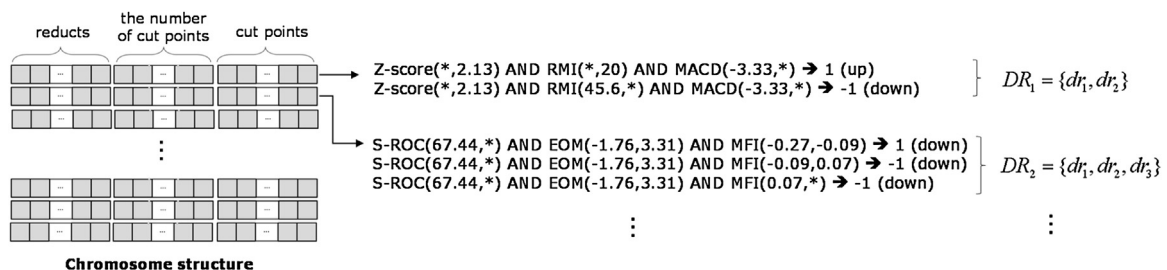 reducts
the number
of cut points
cut points
Z-score(*,2.13) AND RMI(*,20) AND MACD(-3.33,*) ➔ 1 (up)
Z-score(*,2.13) AND RMI(45.6,*) AND MACD(-3.33,*) ➔ -1 (down)
DR₁ = {dr₁, dr₂}
S-ROC(67.44,*) AND EOM(-1.76,3.31) AND MFI(-0.27,-0.09) ➔ 1 (down)
S-ROC(67.44,*) AND EOM(-1.76,3.31) AND MFI(-0.09,0.07) ➔ -1 (down)
S-ROC(67.44,*) AND EOM(-1.76,3.31) AND MFI(0.07,*) ➔ -1 (down)
DR₂ = {dr₁, dr₂, dr₃}
Chromosome structure